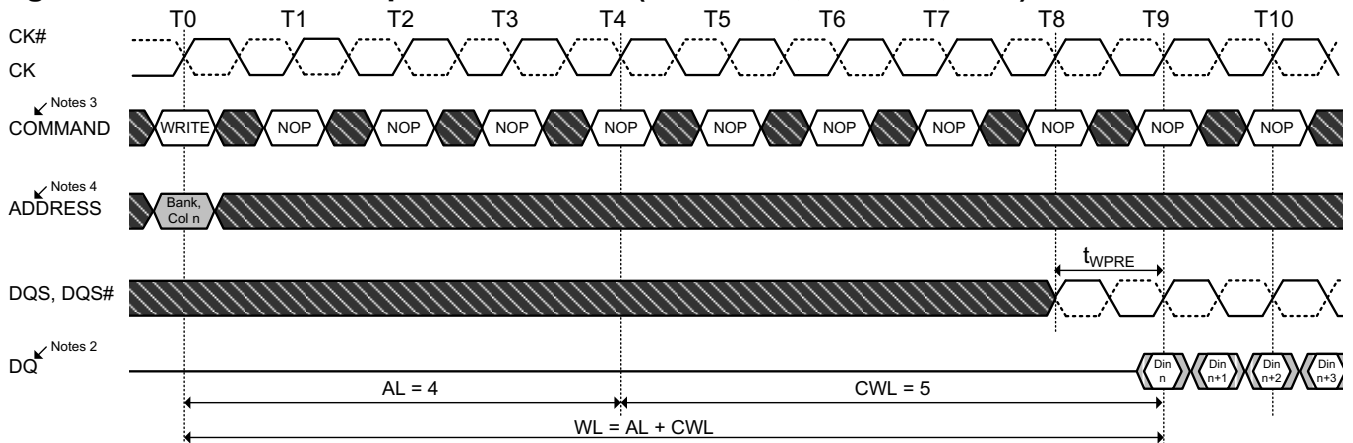 T0 T1 T2 T3 T4 T5 T6 T7 T8 T9 T10
CK#
CK
Notes 3
COMMAND
WRITE NOP NOP NOP NOP NOP NOP NOP NOP NOP NOP
Notes 4
ADDRESS
Bank,
Col n
tWPRE
DQS, DQS#
Notes 2
DQ
Din Din Din Din
n n+1 n+2 n+3
AL = 4 CWL = 5
WL = AL + CWL